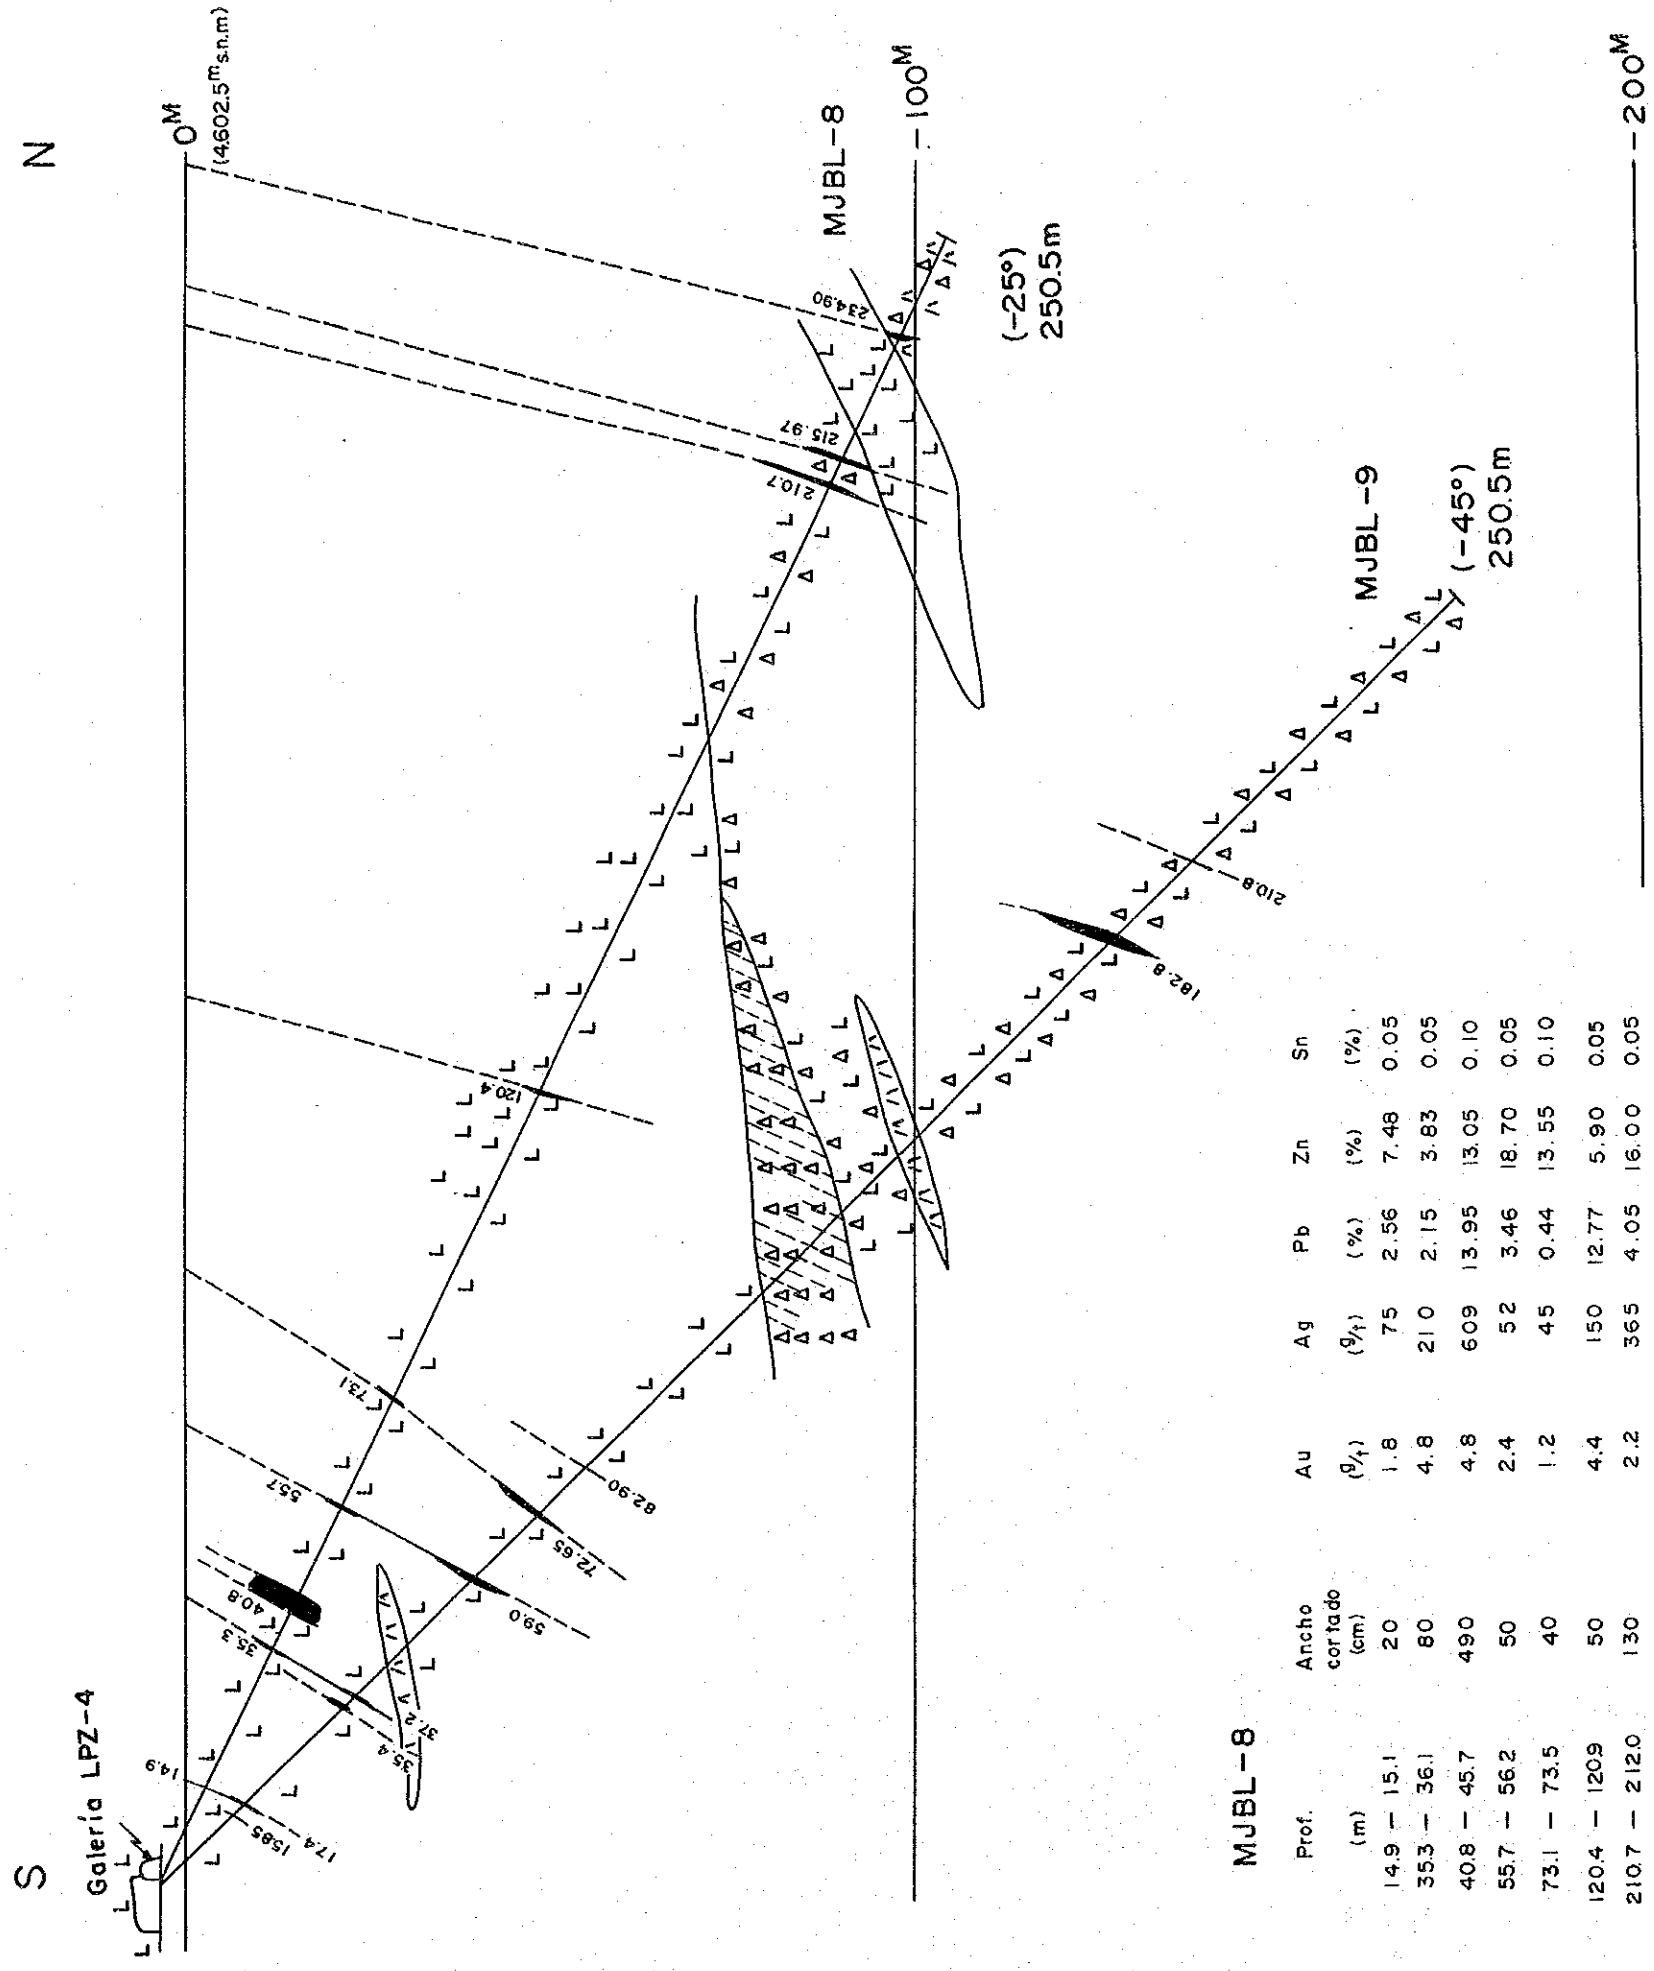 S
N
Galería LPZ-4
0M
(4.602.5m s.n.m)
14.9
15.85
17.4
35.3
40.8
35.4
37.2
55.7
59.0
73.1
72.65
82.90
120.4
182.8
210.8
210.7
215.97
234.90
MJBL-8
-100M
(-25°)
250.5m
MJBL-9
(-45°)
250.5m
-200M
MJBL-8
Prof. Ancho cortado Au Ag Pb Zn Sn
(m) (cm) (g/t) (g/t) (%) (%) (%)
14.9 - 15.1 20 1.8 75 2.56 7.48 0.05
35.3 - 36.1 80 4.8 210 2.15 3.83 0.05
40.8 - 45.7 490 4.8 609 13.95 13.05 0.10
55.7 - 56.2 50 2.4 52 3.46 18.70 0.05
73.1 - 73.5 40 1.2 45 0.44 13.55 0.10
120.4 - 120.9 50 4.4 150 12.77 5.90 0.05
210.7 - 212.0 130 2.2 365 4.05 16.00 0.05